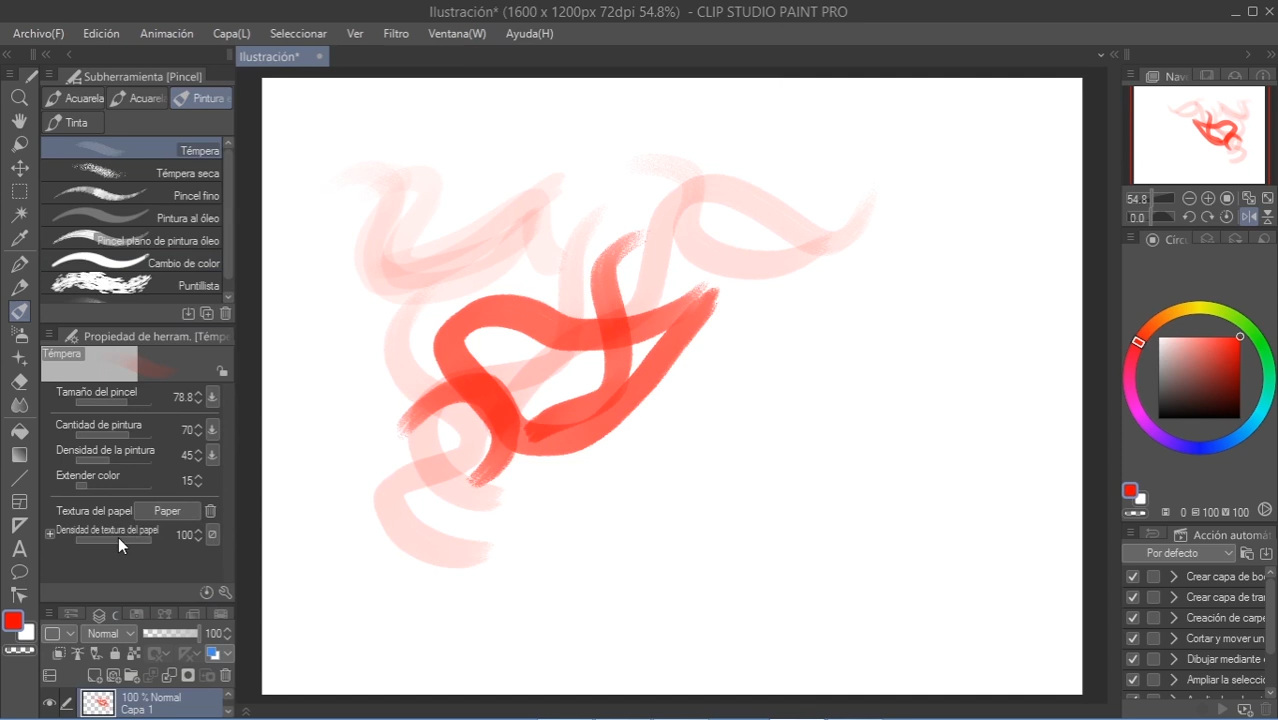 Ilustración* (1600 x 1200px 72dpi 54.8%) - CLIP STUDIO PAINT PRO
Archivo(F) Edición Animación Capa(L) Seleccionar Ver Filtro Ventana(W) Ayuda(H)
Ilustración*
Subherramienta [Pincel]
Acuarela Acuarel Pintura
Tinta
Témpera
Témpera seca
Pincel fino
Pintura al óleo
Pincel plano de pintura óleo
Cambio de color
Puntillista
Propiedad de herram. [Témpe
Témpera
Tamaño del pincel 78.8
Cantidad de pintura 70
Densidad de la pintura 45
Extender color 15
Textura del papel Paper
Densidad de textura del papel 100
C
Normal 100
100 % Normal
Capa 1
A
Nave
54.8
0.0
Círc
0 100 100
Acción automát
Por defecto
Crear capa de bo
Crear capa de tra
Creación de carpe
Cortar y mover un
Dibujar mediante
Ampliar la selecci